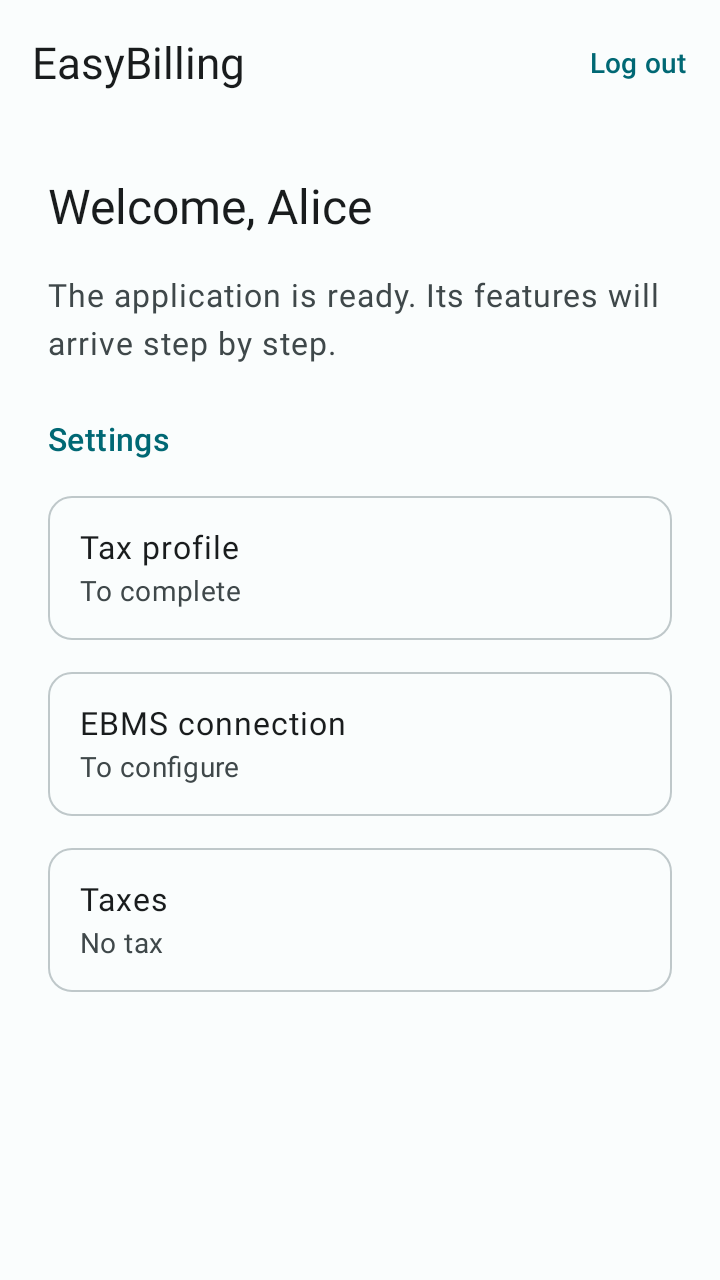 EasyBilling
Log out
Welcome, Alice
The application is ready. Its features will
arrive step by step.
Settings
Tax profile
To complete
EBMS connection
To configure
Taxes
No tax